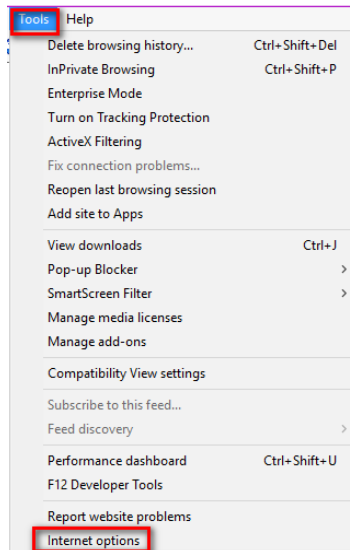 Tools Help
Delete browsing history... Ctrl+Shift+Del
InPrivate Browsing Ctrl+Shift+P
Enterprise Mode
Turn on Tracking Protection
ActiveX Filtering
Fix connection problems...
Reopen last browsing session
Add site to Apps
View downloads Ctrl+J
Pop-up Blocker
SmartScreen Filter
Manage media licenses
Manage add-ons
Compatibility View settings
Subscribe to this feed...
Feed discovery
Performance dashboard Ctrl+Shift+U
F12 Developer Tools
Report website problems
Internet options